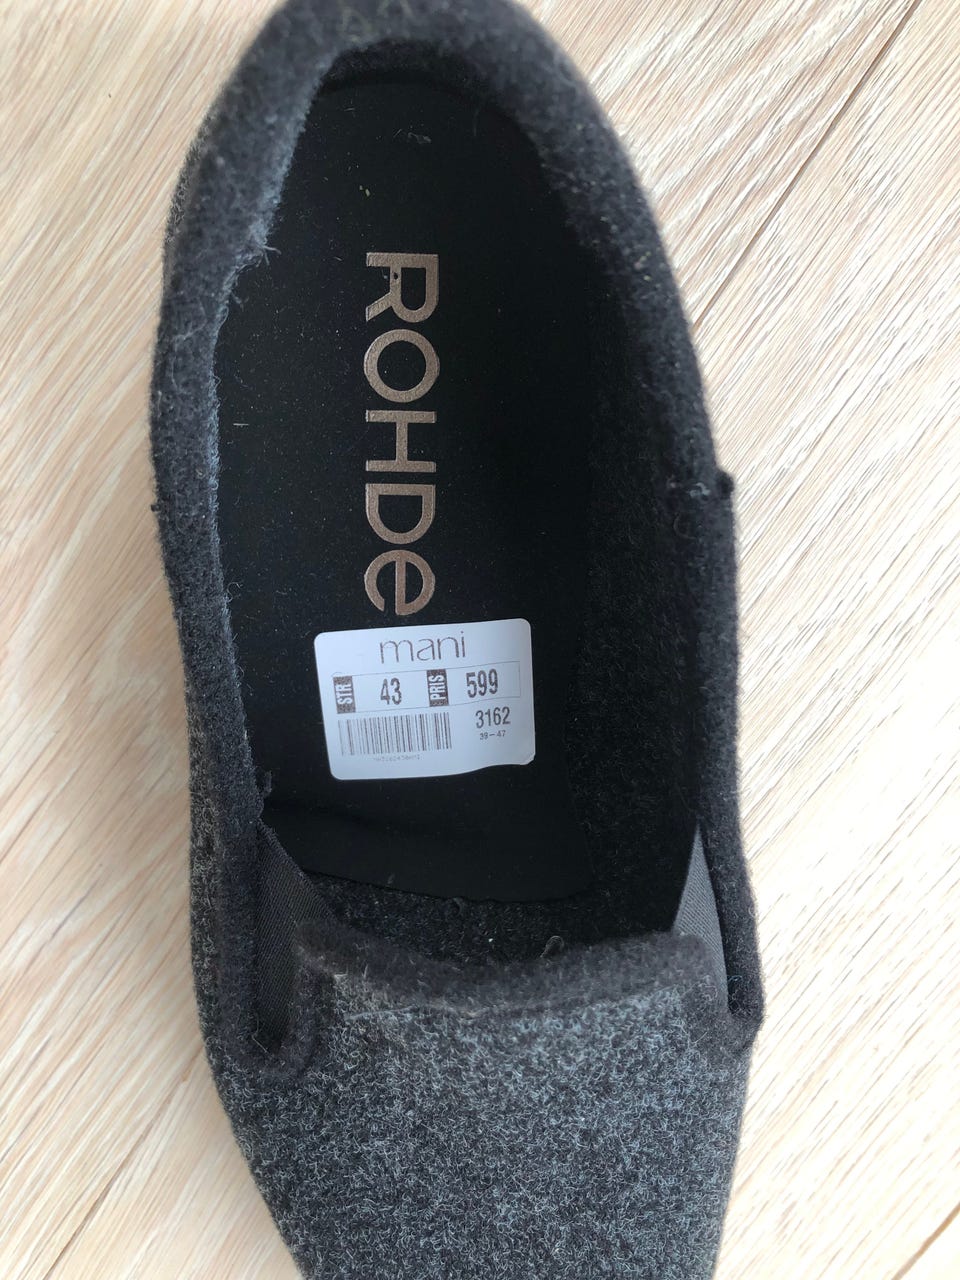 ROHDe
mani
STR. 43 PRIS 599
3162
39-47